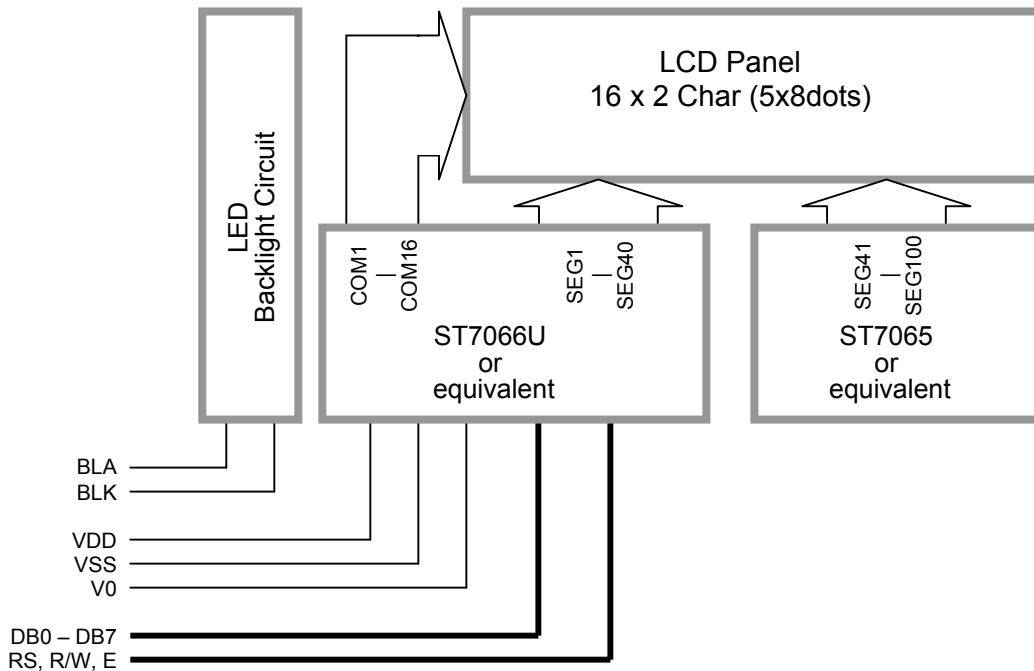 LCD Panel
16 x 2 Char (5x8dots)
LED
Backlight Circuit
COM1
—
COM16
SEG1
—
SEG40
ST7066U
or
equivalent
SEG41
—
SEG100
ST7065
or
equivalent
BLA
BLK
VDD
VSS
V0
DB0 – DB7
RS, R/W, E